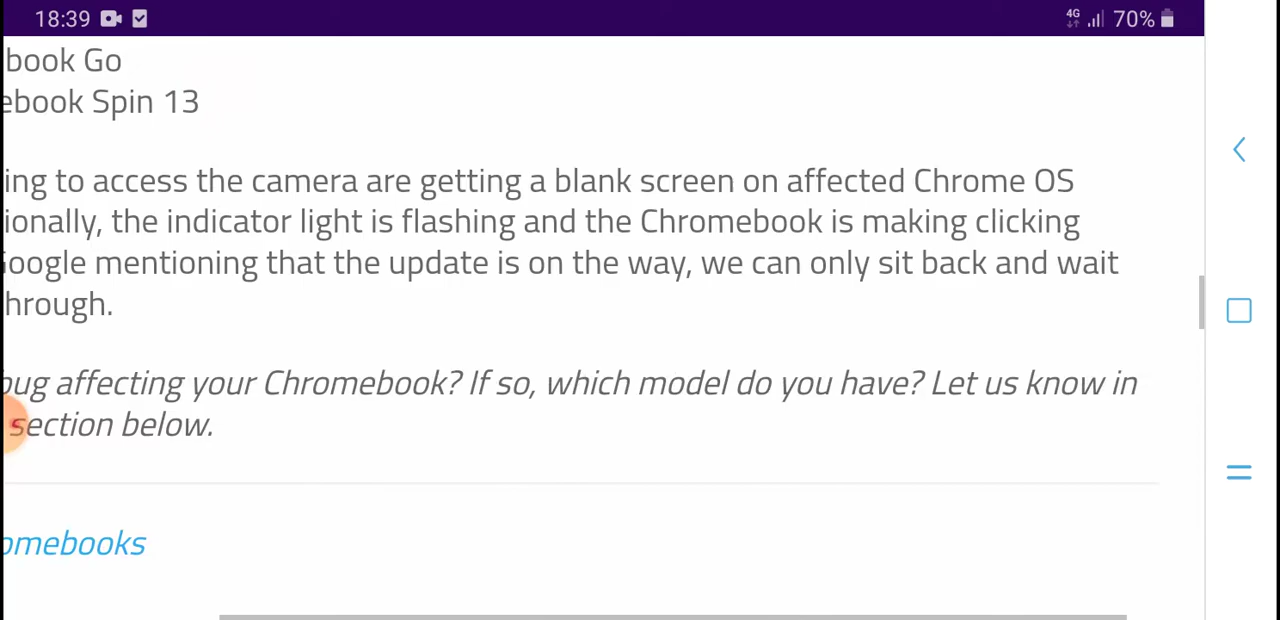 18:39 4G 70%
book Go
ebook Spin 13
ing to access the camera are getting a blank screen on affected Chrome OS
ionally, the indicator light is flashing and the Chromebook is making clicking
oogle mentioning that the update is on the way, we can only sit back and wait
hrough.
bug affecting your Chromebook? If so, which model do you have? Let us know in
section below.
omebooks